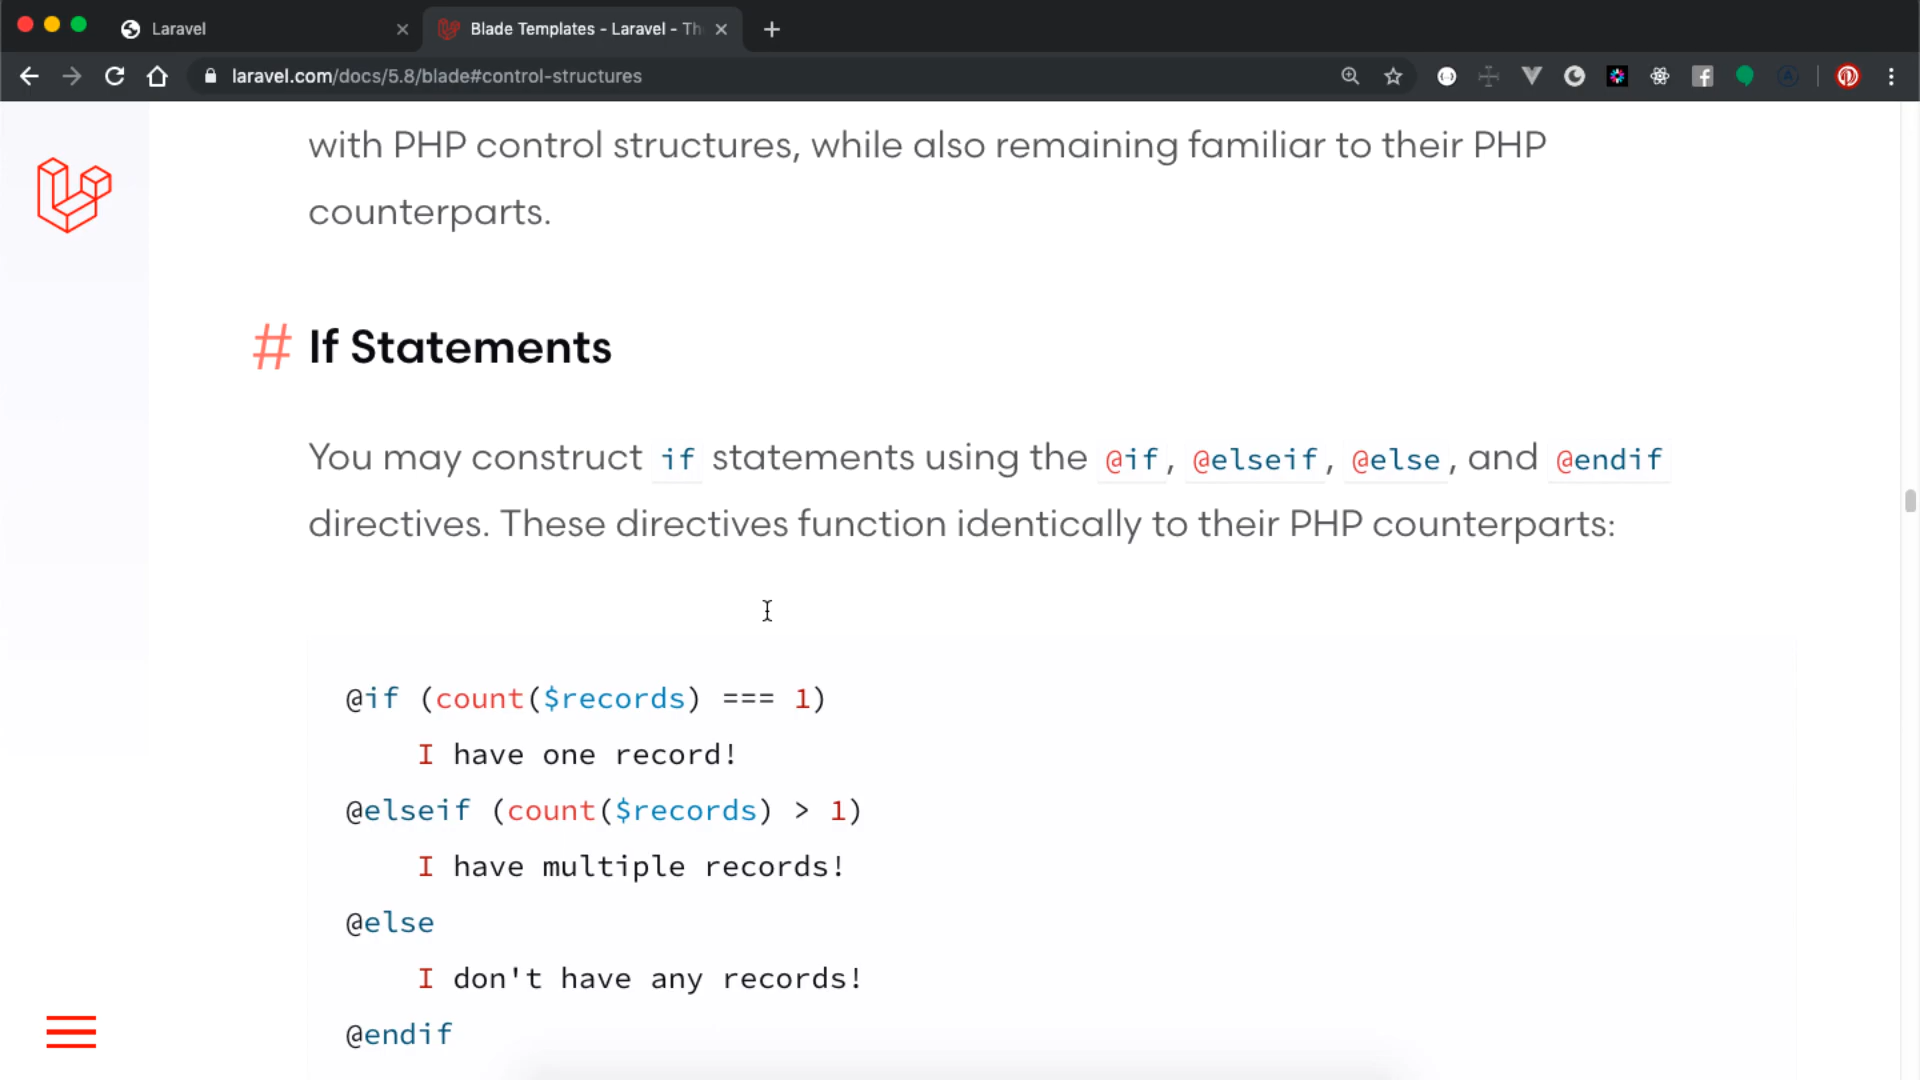 Laravel
Blade Templates - Laravel - Th
laravel.com/docs/5.8/blade#control-structures
with PHP control structures, while also remaining familiar to their PHP
counterparts.
# If Statements
You may construct if statements using the @if, @elseif, @else, and @endif
directives. These directives function identically to their PHP counterparts:
@if (count($records) === 1)
I have one record!
@elseif (count($records) > 1)
I have multiple records!
@else
I don't have any records!
@endif